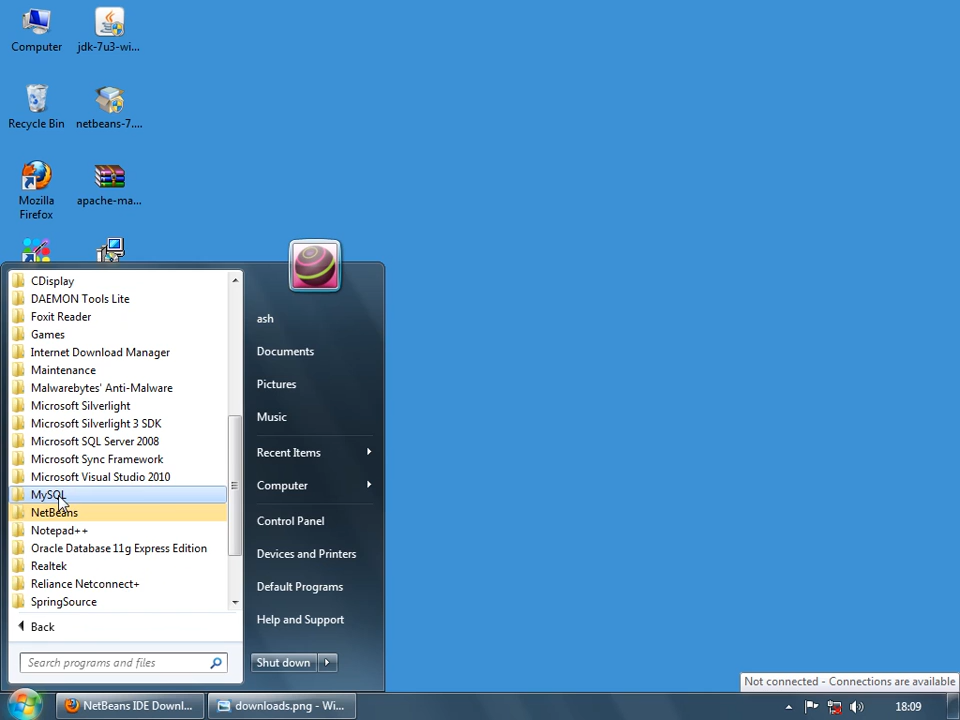 Computer
jdk-7u3-wi...
Recycle Bin
netbeans-7....
Mozilla
Firefox
apache-ma...
CDisplay
DAEMON Tools Lite
Foxit Reader
Games
Internet Download Manager
Maintenance
Malwarebytes' Anti-Malware
Microsoft Silverlight
Microsoft Silverlight 3 SDK
Microsoft SQL Server 2008
Microsoft Sync Framework
Microsoft Visual Studio 2010
MySQL
NetBeans
Notepad++
Oracle Database 11g Express Edition
Realtek
Reliance Netconnect+
SpringSource
Back
Search programs and files
ash
Documents
Pictures
Music
Recent Items
Computer
Control Panel
Devices and Printers
Default Programs
Help and Support
Shut down
Not connected - Connections are available
NetBeans IDE Downl...
downloads.png - Wi...
18:09